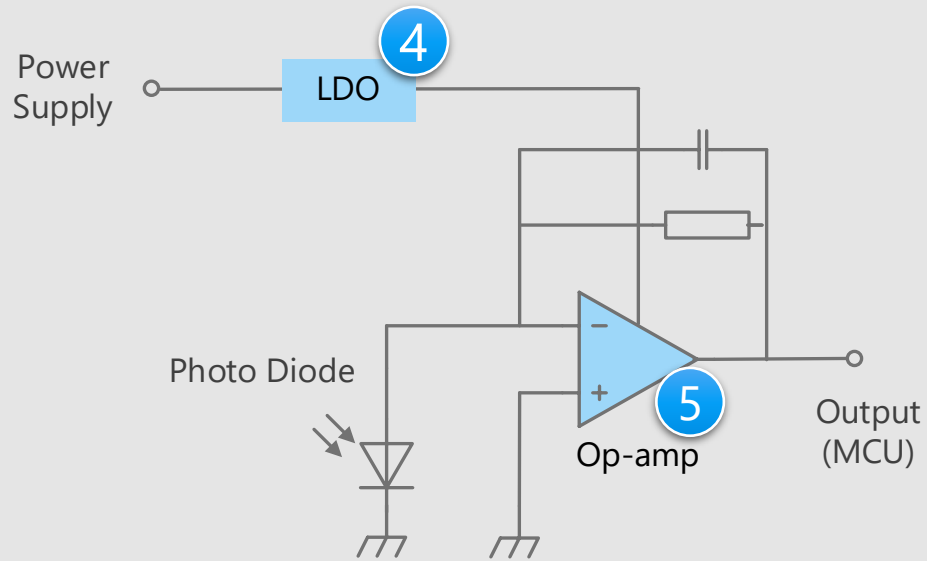 4
Power
Supply
LDO
Photo Diode
−
+
5
Op-amp
Output
(MCU)